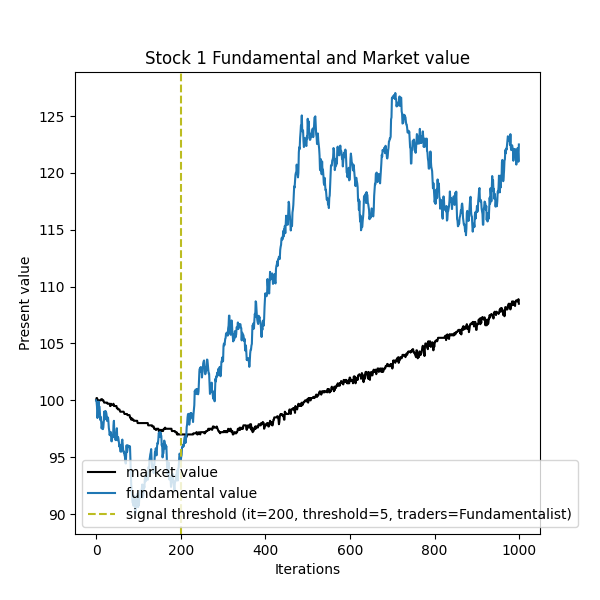 Stock 1 Fundamental and Market value
Present value
125
120
115
110
105
100
95
90
market value
fundamental value
signal threshold (it=200, threshold=5, traders=Fundamentalist)
0 200 400 600 800 1000
Iterations